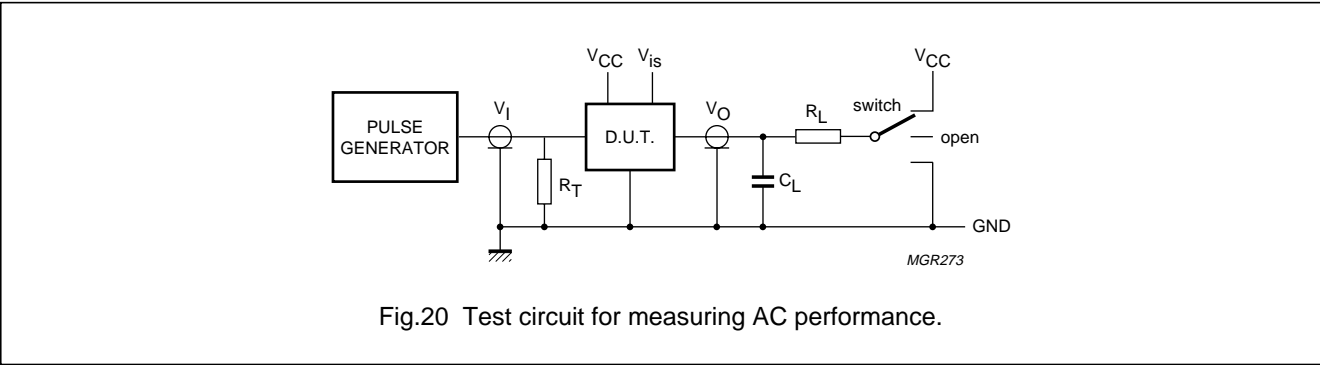 VCC Vis
VCC
PULSE
GENERATOR
VI
D.U.T.
VO
RL
switch
open
RT
CL
GND
MGR273
Fig.20 Test circuit for measuring AC performance.